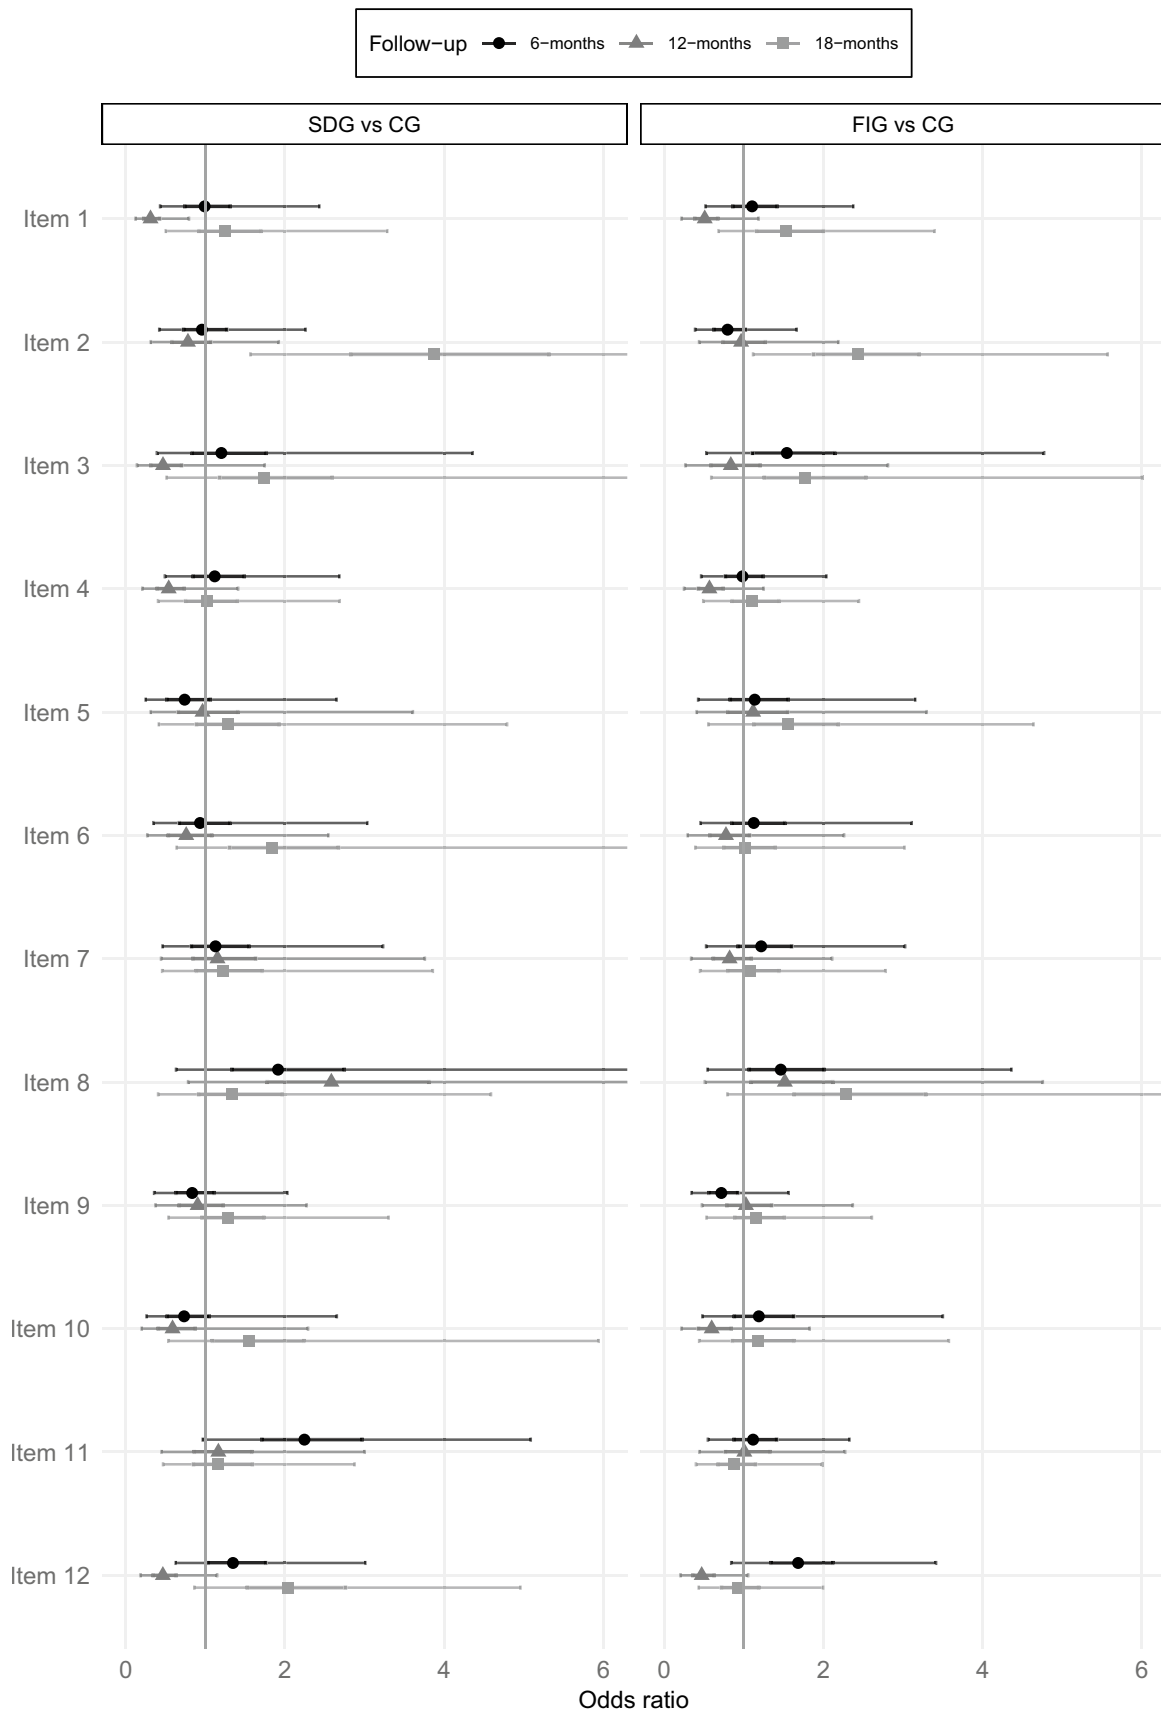 Follow−up 6−months 12−months 18−months
SDG vs CG FIG vs CG
Item 1
Item 2
Item 3
Item 4
Item 5
Item 6
Item 7
Item 8
Item 9
Item 10
Item 11
Item 12
0 2 4 6 0 2 4 6
Odds ratio